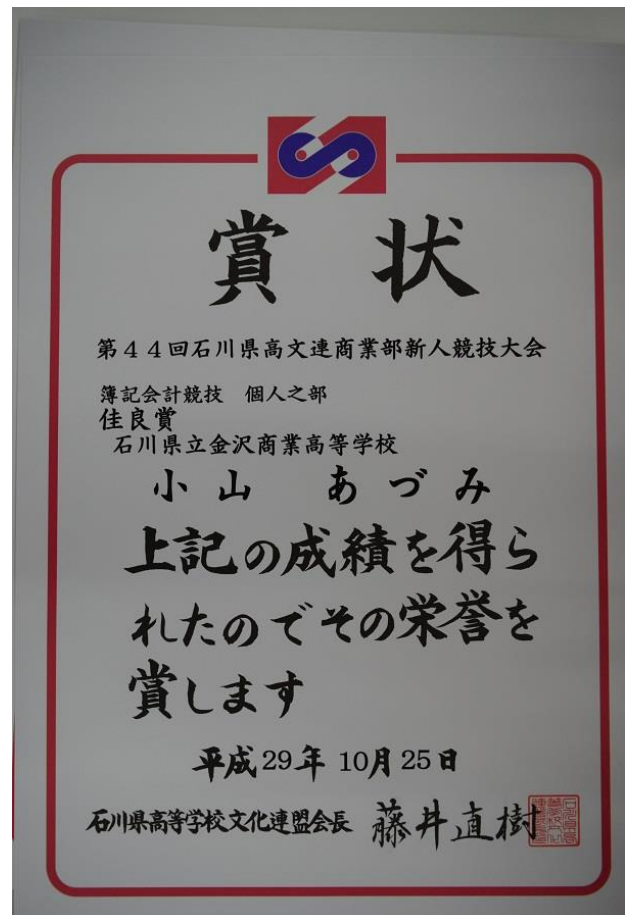 賞 状
第44回石川県高文連商業部新人競技大会
簿記会計競技 個人之部
佳良賞
石川県立金沢商業高等学校
小山 あづみ
上記の成績を得ら
れたのでその栄誉を
賞します
平成29年10月25日
石川県高等学校文化連盟会長 藤井直樹